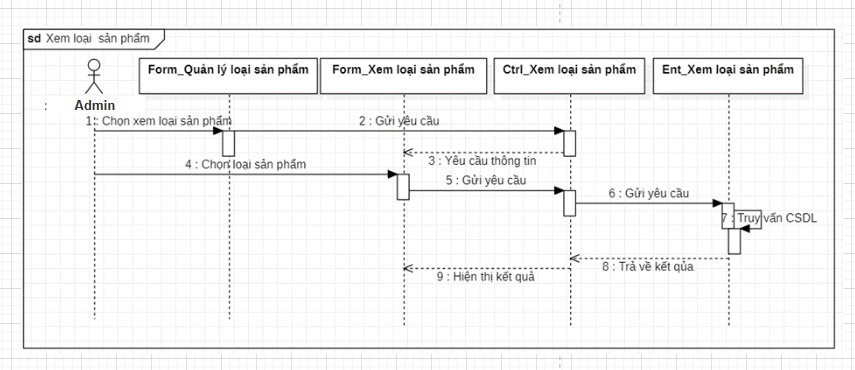 sd Xem loại sản phẩm
Form_Quản lý loại sản phẩm
Form_Xem loại sản phẩm
Ctrl_Xem loại sản phẩm
Ent_Xem loại sản phẩm
: Admin
1 : Chọn xem loại sản phẩm
2 : Gửi yêu cầu
3 : Yêu cầu thông tin
4 : Chọn loại sản phẩm
5 : Gửi yêu cầu
6 : Gửi yêu cầu
7 : Truy vấn CSDL
8 : Trả về kết qủa
9 : Hiện thị kết quả